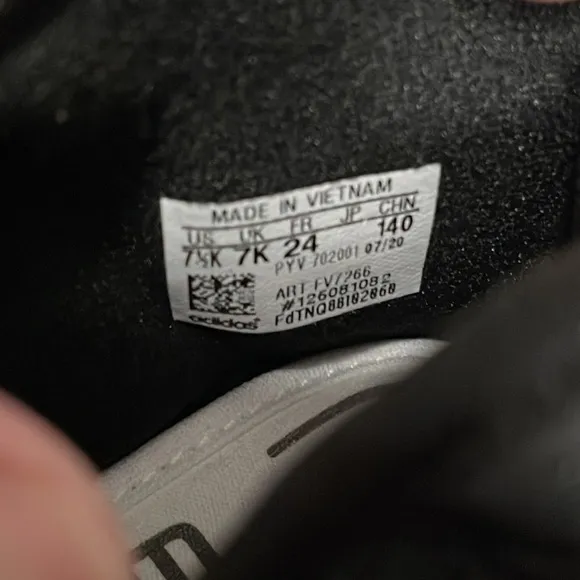 MADE IN VIETNAM
US UK FR JP CHN
7½K 7K 24 140
PYV 702001 07/20
ART FV7266
#126081082
adidas